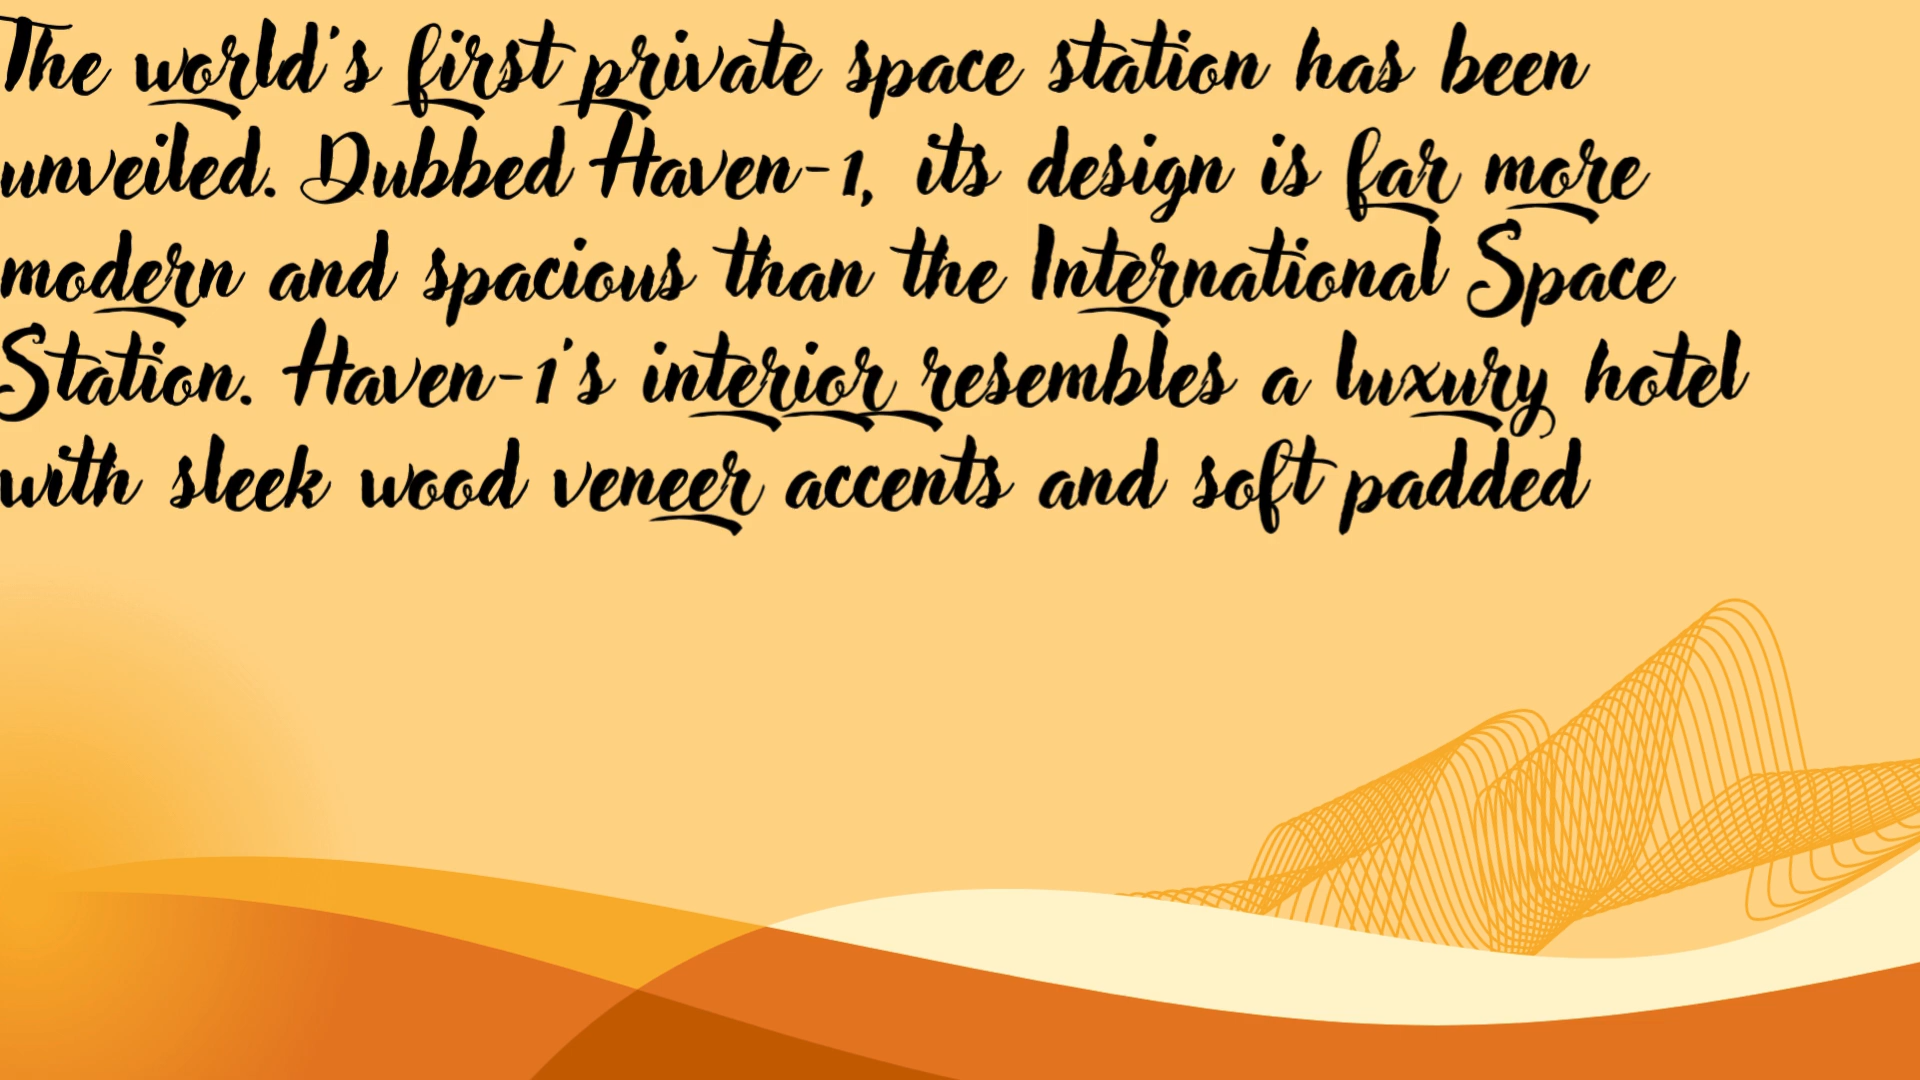 The world's first private space station has been
unveiled. Dubbed Haven-1, its design is far more
modern and spacious than the International Space
Station. Haven-1's interior resembles a luxury hotel
with sleek wood veneer accents and soft padded